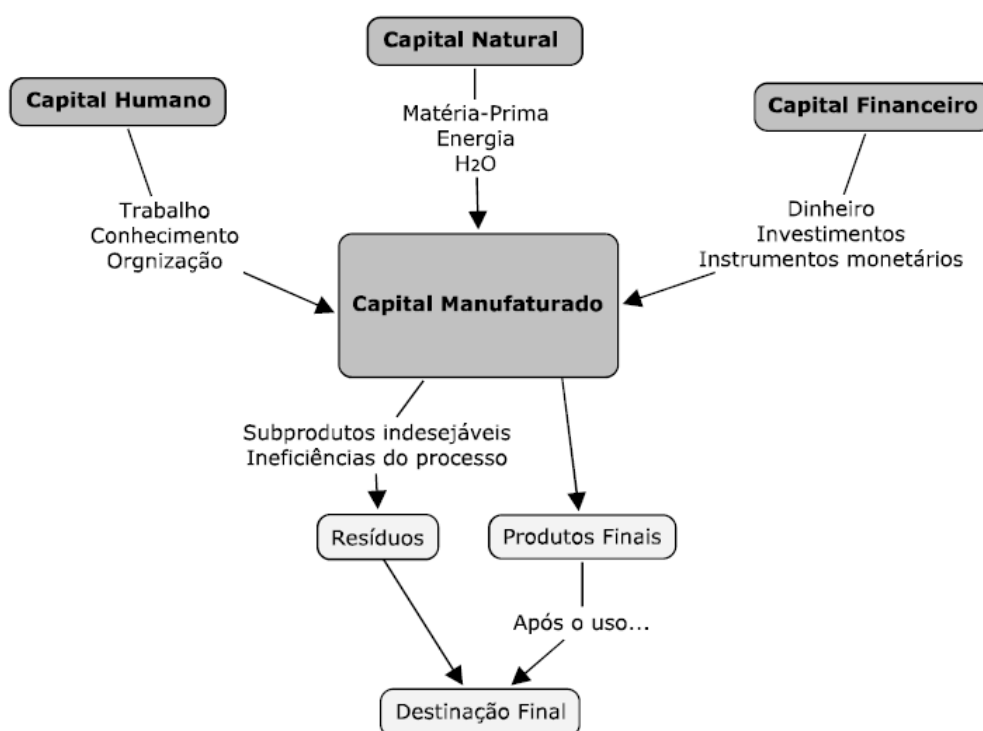 Capital Natural
Capital Humano
Capital Financeiro
Matéria-Prima
Energia
H2O
Trabalho
Conhecimento
Orgnização
Dinheiro
Investimentos
Instrumentos monetários
Capital Manufaturado
Subprodutos indesejáveis
Ineficiências do processo
Resíduos
Produtos Finais
Após o uso...
Destinação Final